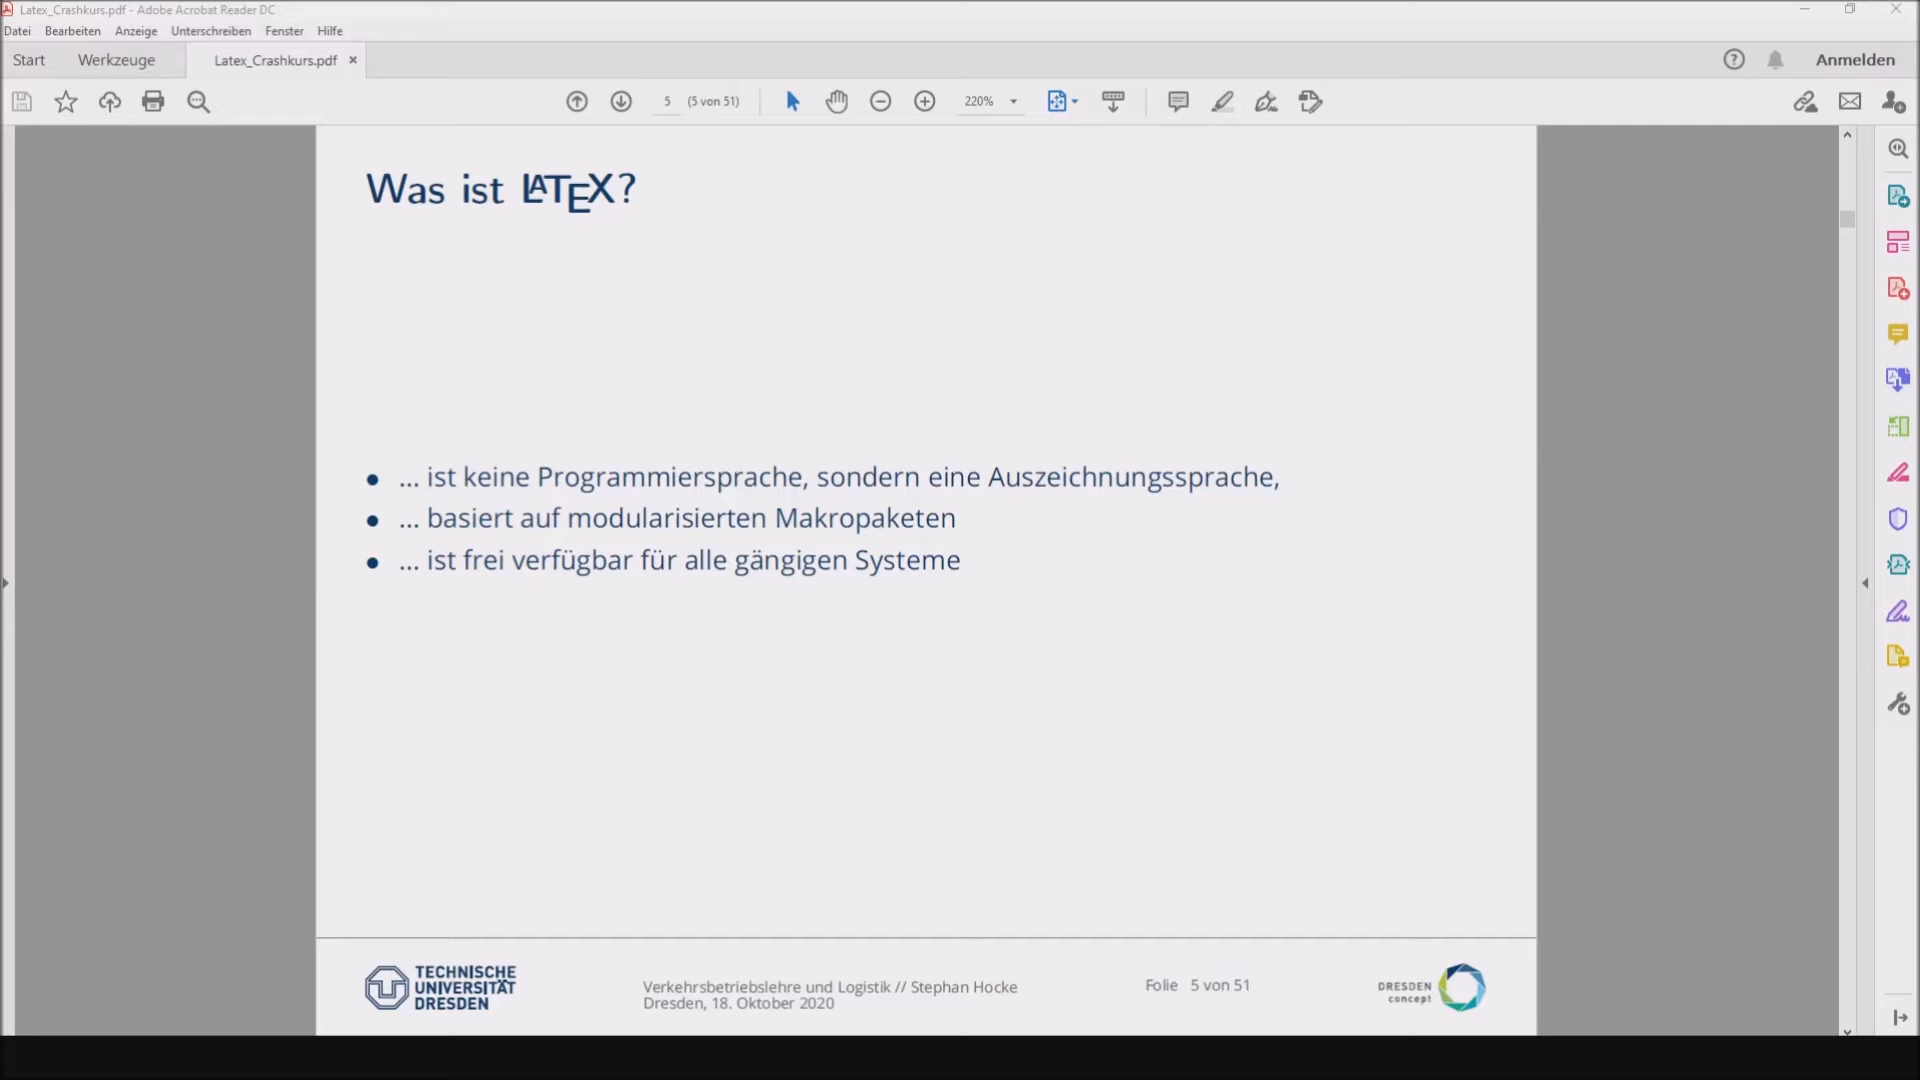 Latex_Crashkurs.pdf - Adobe Acrobat Reader DC
Datei Bearbeiten Anzeige Unterschreiben Fenster Hilfe
Start Werkzeuge Latex_Crashkurs.pdf × Anmelden
5 (5 von 51) 220%
Was ist LATEX?
• ... ist keine Programmiersprache, sondern eine Auszeichnungssprache,
• ... basiert auf modularisierten Makropaketen
• ... ist frei verfügbar für alle gängigen Systeme
TECHNISCHE
UNIVERSITÄT
DRESDEN
Verkehrsbetriebslehre und Logistik // Stephan Hocke
Dresden, 18. Oktober 2020
Folie 5 von 51
DRESDEN
concept